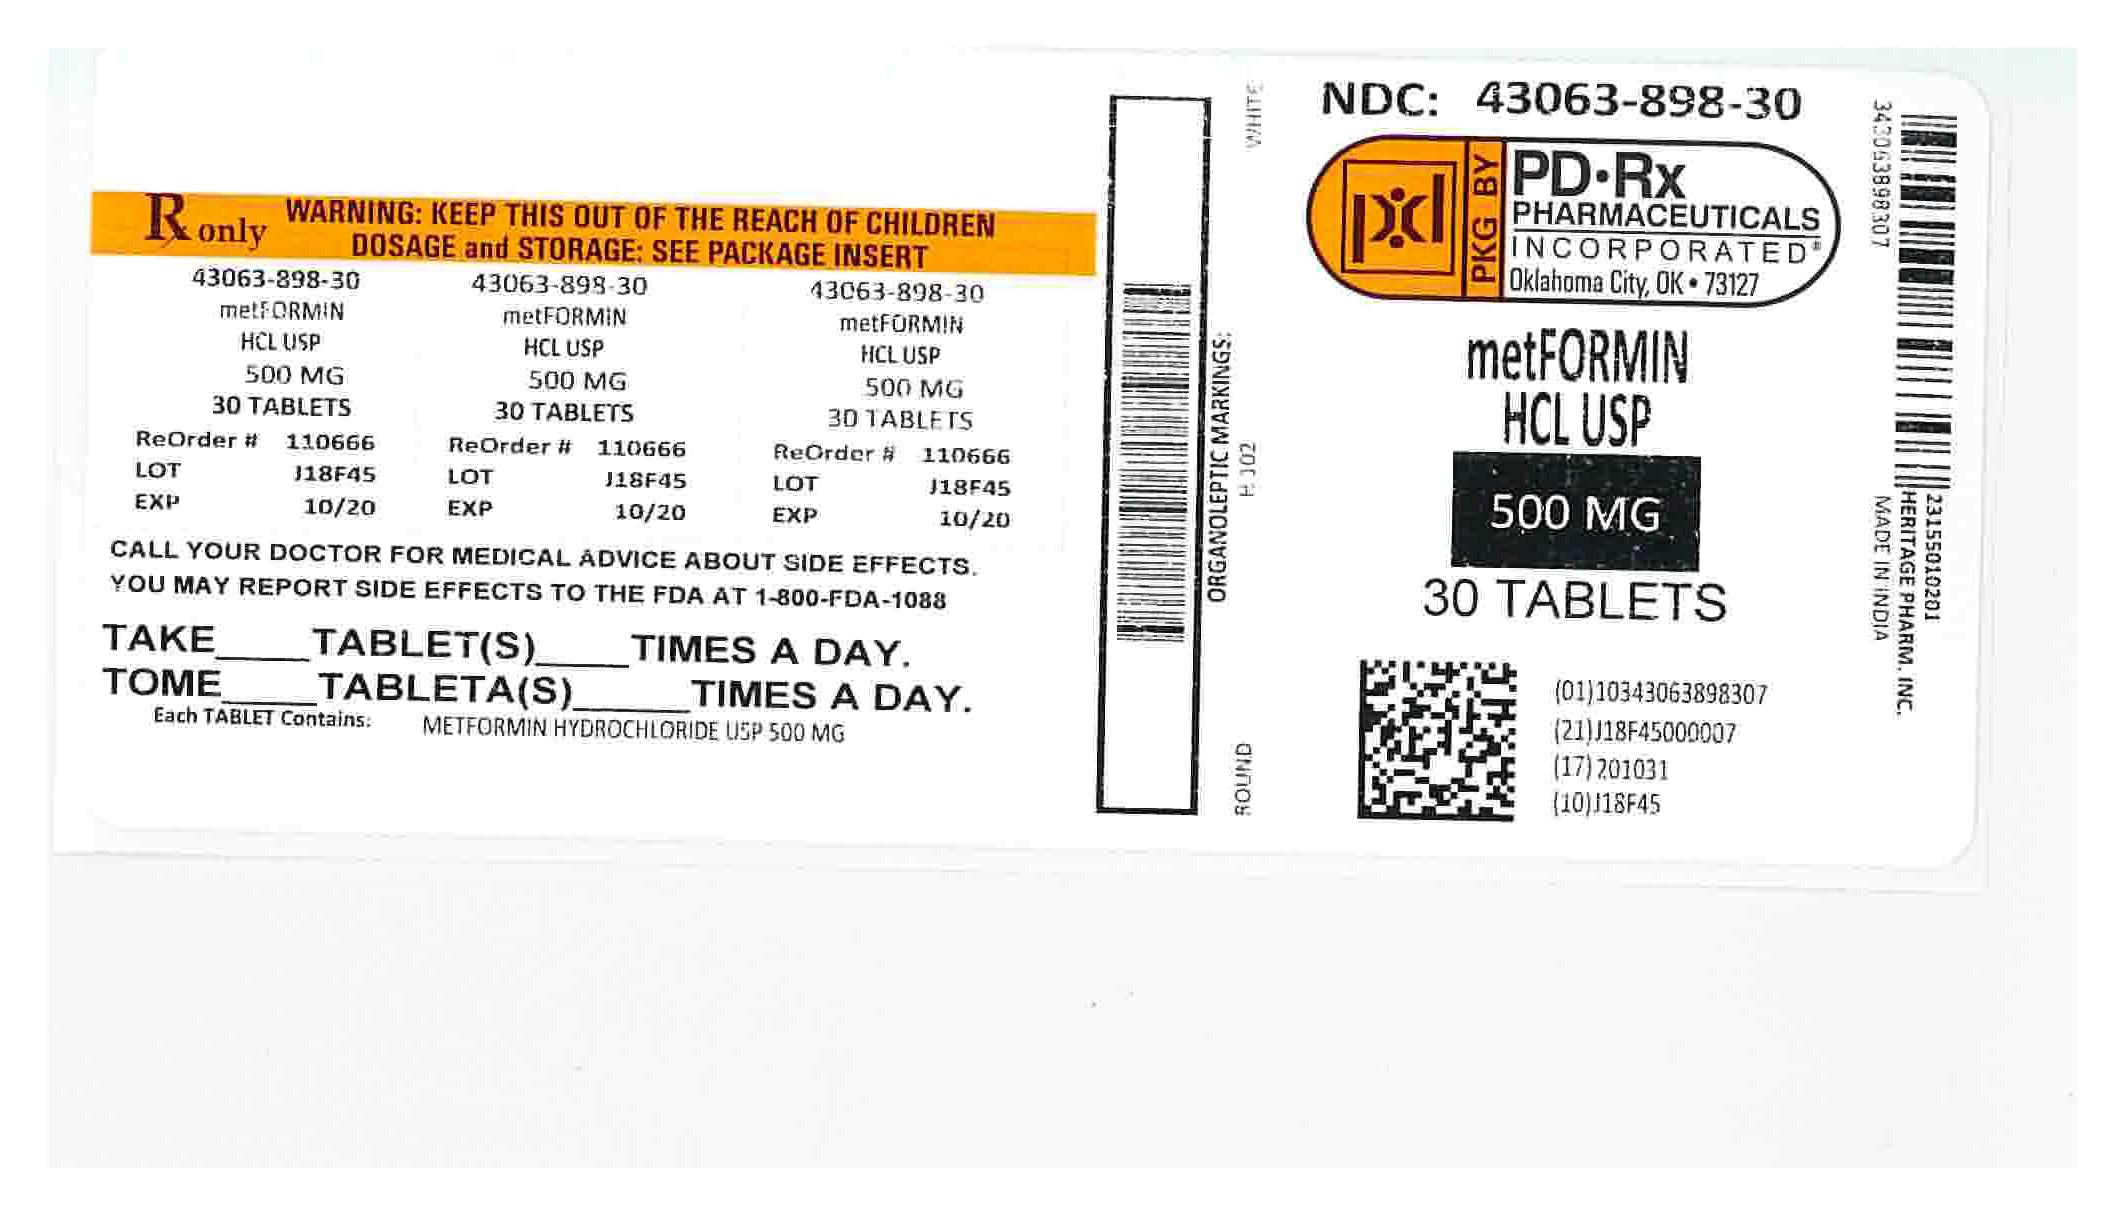 Rx only
WARNING: KEEP THIS OUT OF THE REACH OF CHILDREN
DOSAGE and STORAGE: SEE PACKAGE INSERT
43063-898-30
metFORMIN
HCL USP
500 MG
30 TABLETS
ReOrder # 110666
LOT J18F45
EXP 10/20
43063-898-30
metFORMIN
HCL USP
500 MG
30 TABLETS
ReOrder # 110666
LOT J18F45
EXP 10/20
43063-898-30
metFORMIN
HCL USP
500 MG
30 TABLETS
ReOrder # 110666
LOT J18F45
EXP 10/20
CALL YOUR DOCTOR FOR MEDICAL ADVICE ABOUT SIDE EFFECTS.
YOU MAY REPORT SIDE EFFECTS TO THE FDA AT 1-800-FDA-1088
TAKE____TABLET(S)____TIMES A DAY.
TOME____TABLETA(S)_____TIMES A DAY.
Each TABLET Contains: METFORMIN HYDROCHLORIDE USP 500 MG
ORGANOLEPTIC MARKINGS:
WHITE
102
ROUND
NDC: 43063-898-30
PKG BY
PD•Rx
PHARMACEUTICALS
INCORPORATED®
Oklahoma City, OK • 73127
metFORMIN
HCL USP
500 MG
30 TABLETS
(01)10343063898307
(21)J18F45000007
(17)201031
(10)J18F45
343063898307
23155010201
HERITAGE PHARM. INC.
MADE IN INDIA